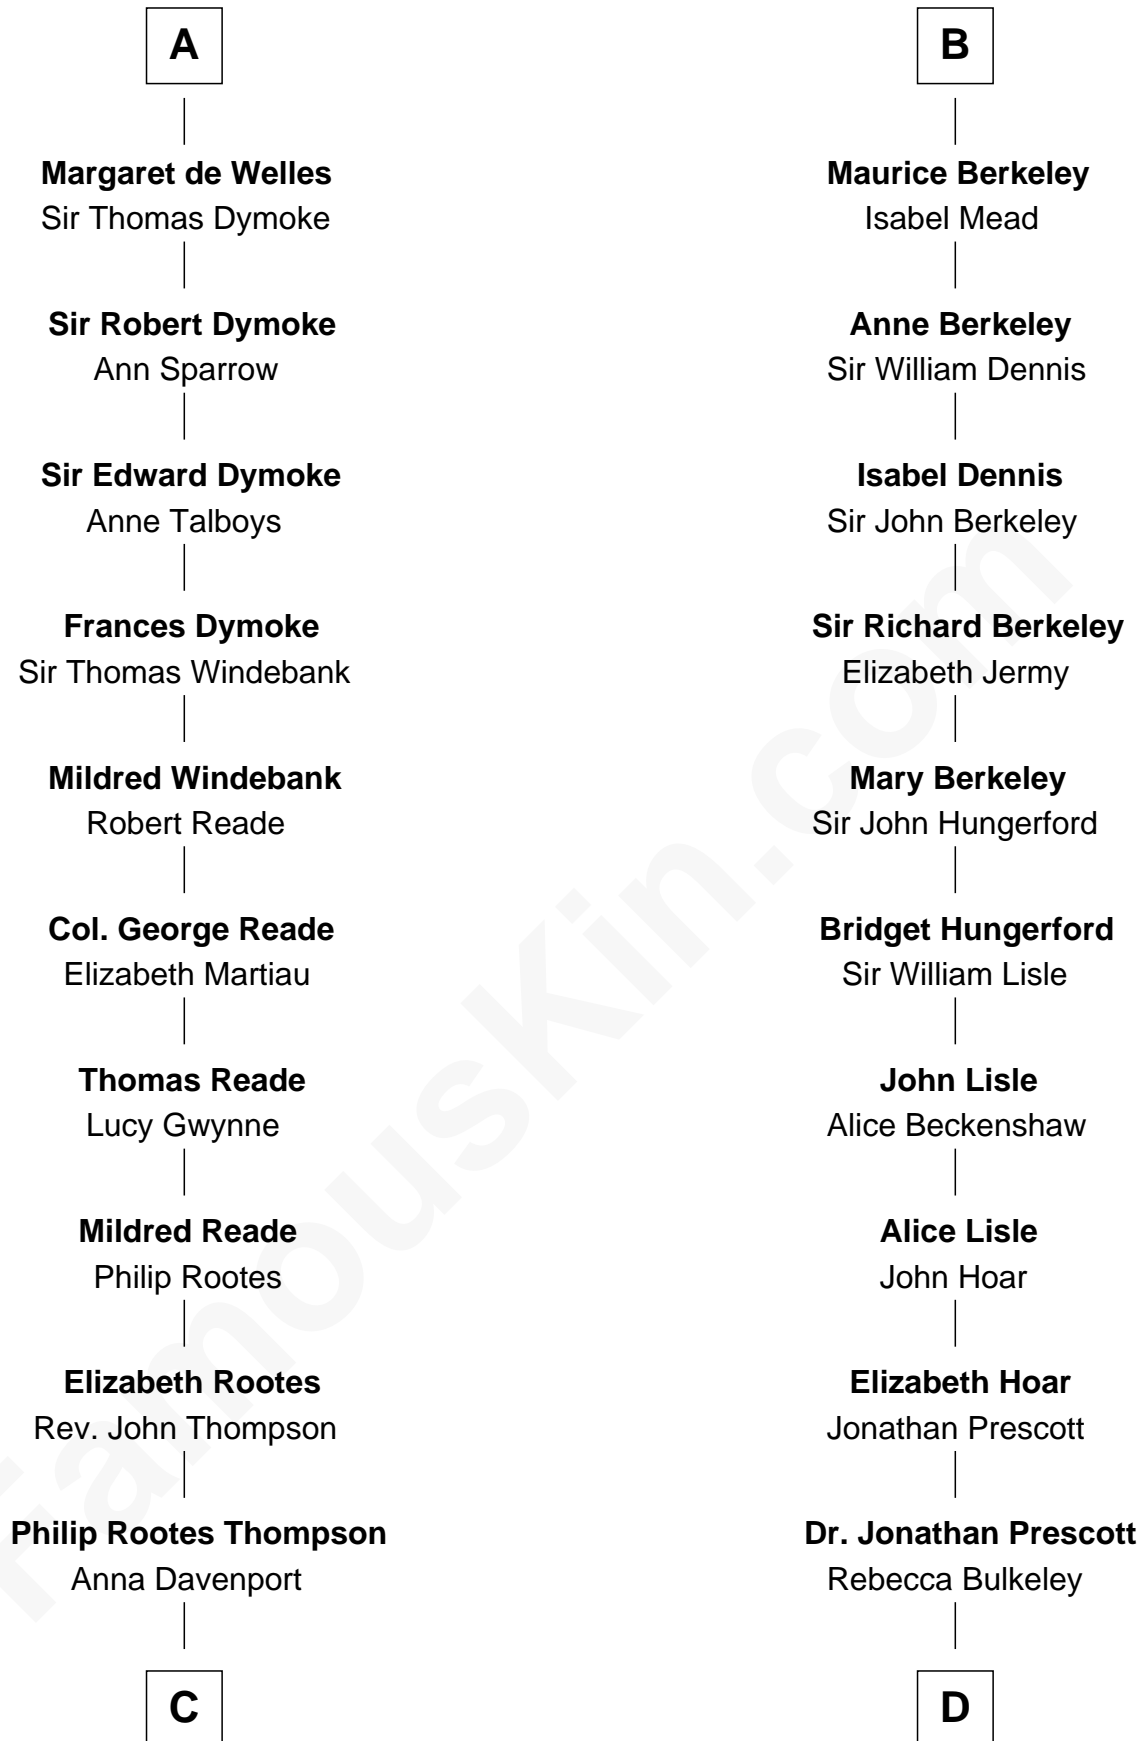 A
Margaret de Welles
Sir Thomas Dymoke
Sir Robert Dymoke
Ann Sparrow
Sir Edward Dymoke
Anne Talboys
Frances Dymoke
Sir Thomas Windebank
Mildred Windebank
Robert Reade
Col. George Reade
Elizabeth Martiau
Thomas Reade
Lucy Gwynne
Mildred Reade
Philip Rootes
Elizabeth Rootes
Rev. John Thompson
Philip Rootes Thompson
Anna Davenport
C
B
Maurice Berkeley
Isabel Mead
Anne Berkeley
Sir William Dennis
Isabel Dennis
Sir John Berkeley
Sir Richard Berkeley
Elizabeth Jermy
Mary Berkeley
Sir John Hungerford
Bridget Hungerford
Sir William Lisle
John Lisle
Alice Beckenshaw
Alice Lisle
John Hoar
Elizabeth Hoar
Jonathan Prescott
Dr. Jonathan Prescott
Rebecca Bulkeley
D
FamousKin.com